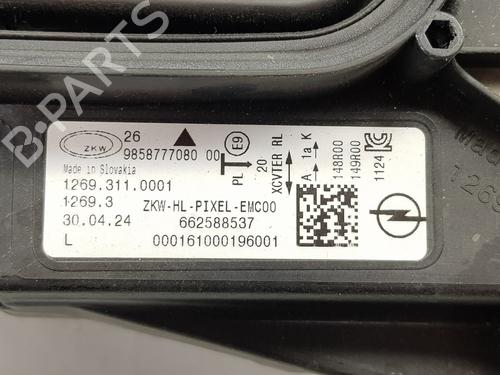 B-PARTS
ZKW
26
9858777080 00
Made in Slovakia
1269.311.0001
1269.3
ZKW-HL-PIXEL-EMC00
30.04.24
662588537
L
000161000196001
E9
PL
20
XCVTER RL
A 1a K
148R00
149R00
1124